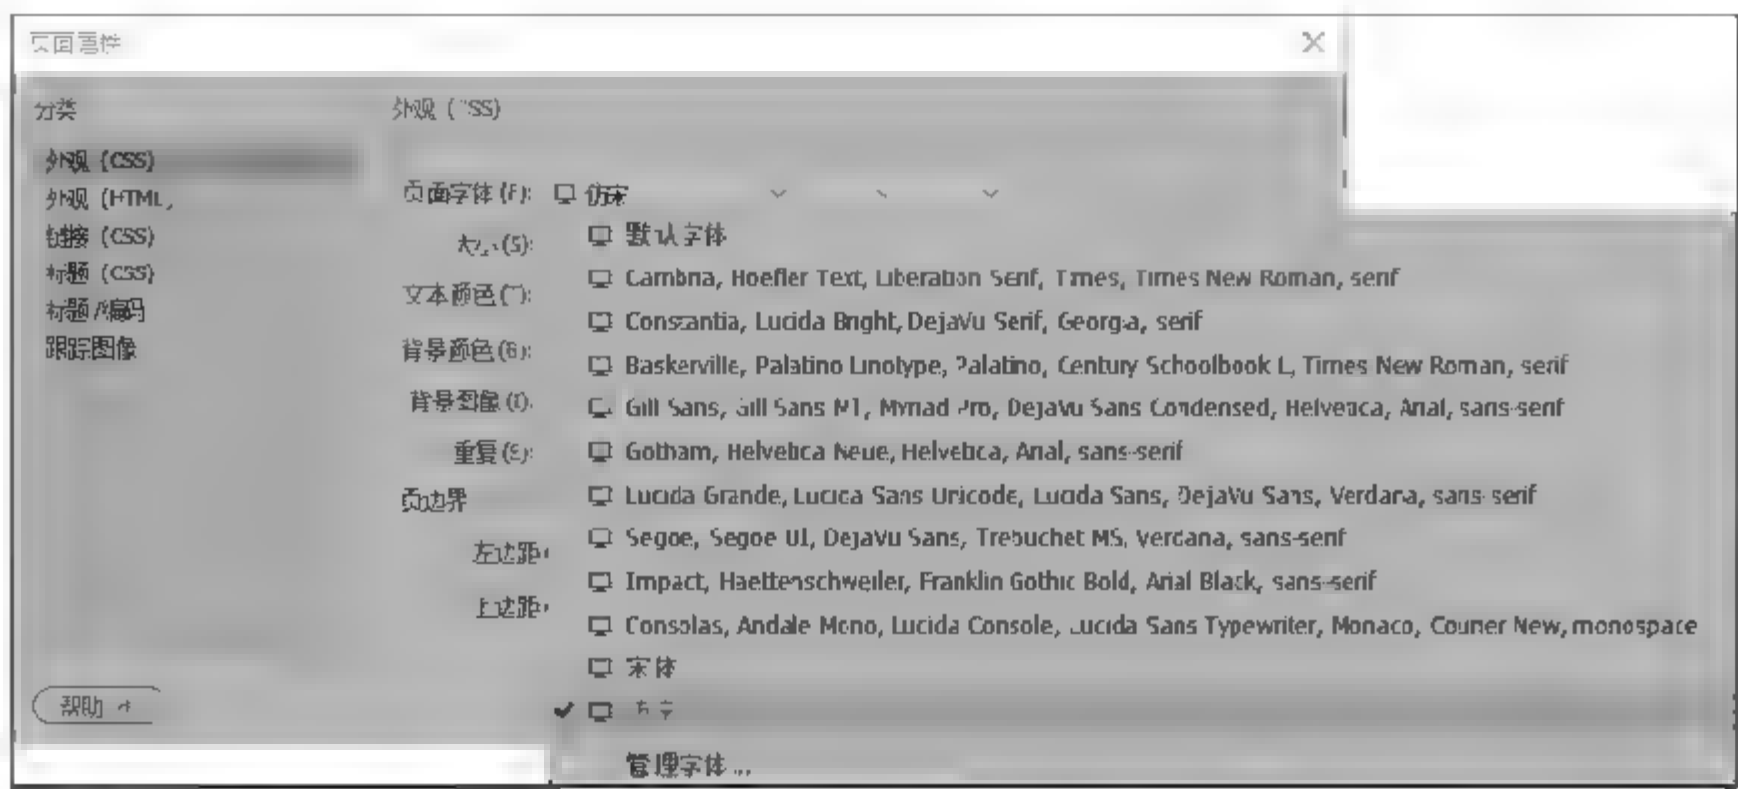 页面属性
分类
外观 (CSS)
外观 (CSS)
外观 (HTML)
链接 (CSS)
标题 (CSS)
标题/编码
跟踪图像
页面字体(F): 仿宋
大小(S):
文本颜色(T):
背景颜色(B):
背景图像(I):
重复(E):
页边界
左边距
上边距
默认字体
Cambria, Hoefler Text, Liberation Serif, Times, Times New Roman, serif
Constantia, Lucida Bright, DejaVu Serif, Georgia, serif
Baskerville, Palatino Linotype, Palatino, Century Schoolbook L, Times New Roman, serif
Gill Sans, Gill Sans MT, Myriad Pro, DejaVu Sans Condensed, Helvetica, Arial, sans-serif
Gotham, Helvetica Neue, Helvetica, Arial, sans-serif
Lucida Grande, Lucida Sans Unicode, Lucida Sans, DejaVu Sans, Verdana, sans-serif
Segoe, Segoe UI, DejaVu Sans, Trebuchet MS, Verdana, sans-serif
Impact, Haettenschweiler, Franklin Gothic Bold, Arial Black, sans-serif
Consolas, Andale Mono, Lucida Console, Lucida Sans Typewriter, Monaco, Courier New, monospace
宋体
管理字体...
帮助